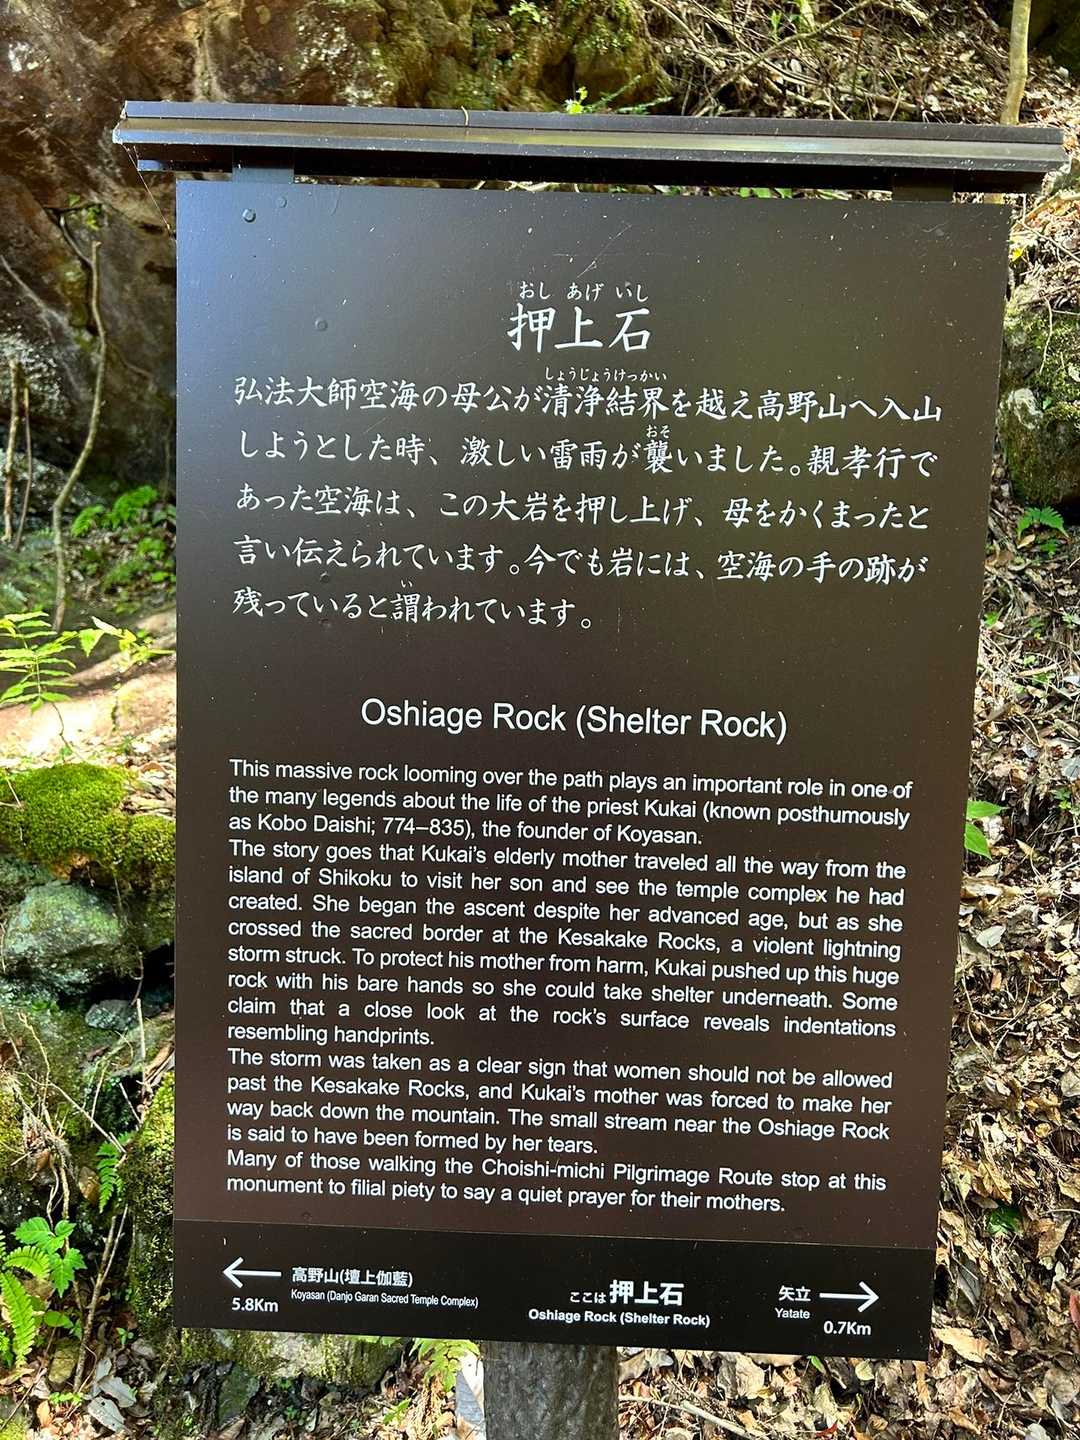 おし あげ いし
押上石
しょうじょうけっかい
弘法大師空海の母公が清浄結界を越え高野山へ入山
おそ
しようとした時、激しい雷雨が襲いました。親孝行で
あった空海は、この大岩を押し上げ、母をかくまったと
言い伝えられています。今でも岩には、空海の手の跡が
い
残っていると謂われています。
Oshiage Rock (Shelter Rock)
This massive rock looming over the path plays an important role in one of
the many legends about the life of the priest Kukai (known posthumously
as Kobo Daishi; 774–835), the founder of Koyasan.
The story goes that Kukai's elderly mother traveled all the way from the
island of Shikoku to visit her son and see the temple complex he had
created. She began the ascent despite her advanced age, but as she
crossed the sacred border at the Kesakake Rocks, a violent lightning
storm struck. To protect his mother from harm, Kukai pushed up this huge
rock with his bare hands so she could take shelter underneath. Some
claim that a close look at the rock's surface reveals indentations
resembling handprints.
The storm was taken as a clear sign that women should not be allowed
past the Kesakake Rocks, and Kukai's mother was forced to make her
way back down the mountain. The small stream near the Oshiage Rock
is said to have been formed by her tears.
Many of those walking the Choishi-michi Pilgrimage Route stop at this
monument to filial piety to say a quiet prayer for their mothers.
高野山(壇上伽藍)
Koyasan (Danjo Garan Sacred Temple Complex)
5.8Km
ここは押上石
Oshiage Rock (Shelter Rock)
矢立
Yatate
0.7Km